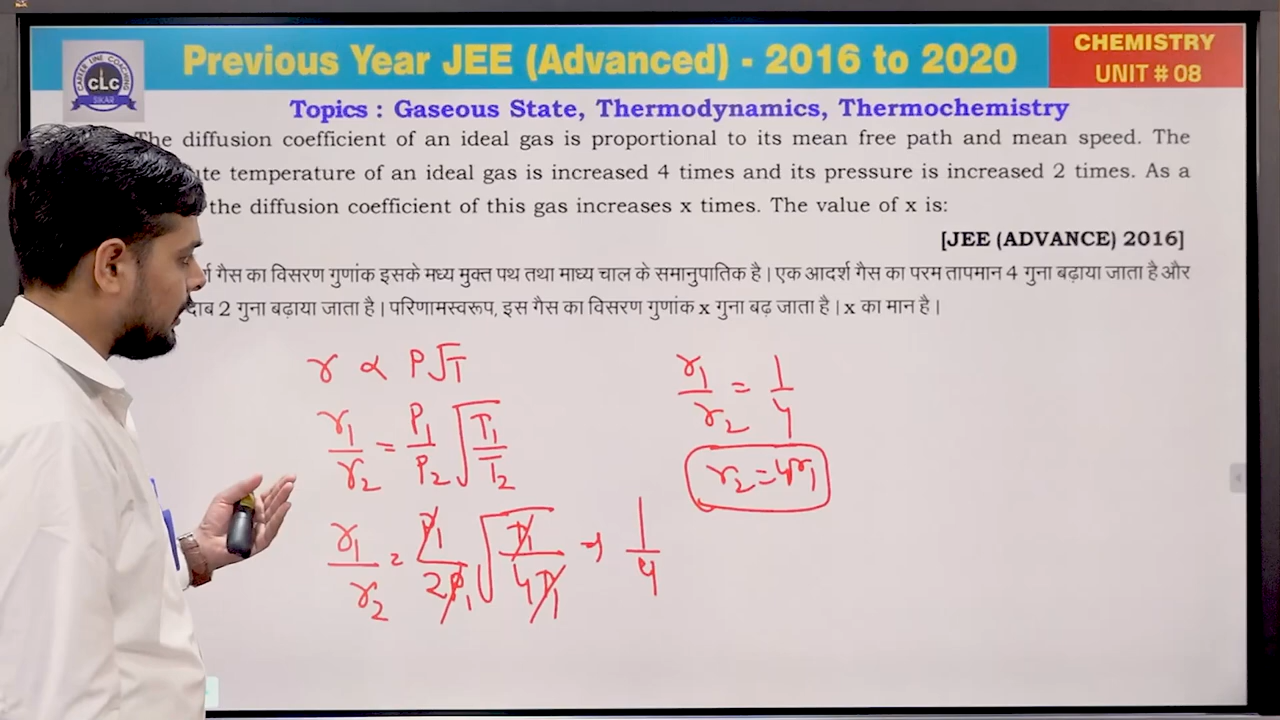 Previous Year JEE (Advanced) - 2016 to 2020
CHEMISTRY
UNIT # 08
CAREER LINE COACHING
CLC
SIKAR
Topics : Gaseous State, Thermodynamics, Thermochemistry
The diffusion coefficient of an ideal gas is proportional to its mean free path and mean speed. The
temperature of an ideal gas is increased 4 times and its pressure is increased 2 times. As a
the diffusion coefficient of this gas increases x times. The value of x is:
[JEE (ADVANCE) 2016]
गैस का विसरण गुणांक इसके मध्य मुक्त पथ तथा माध्य चाल के समानुपातिक है। एक आदर्श गैस का परम तापमान 4 गुना बढ़ाया जाता है और
दाब 2 गुना बढ़ाया जाता है। परिणामस्वरूप, इस गैस का विसरण गुणांक x गुना बढ़ जाता है। x का मान है।
r ∝ P√T
r1/r2 = P1/P2 √T1/T2
r1/r2 = P1/2P1 √T1/4T1 ⇒ 1/4
r1/r2 = 1/4
r2=4r1